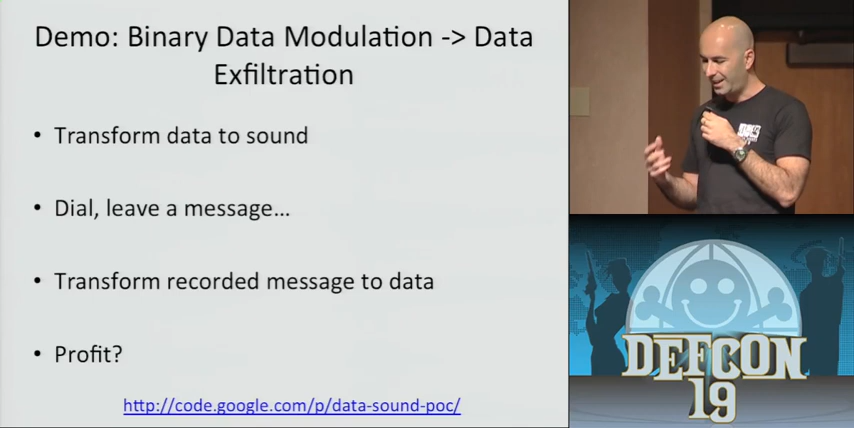 Demo: Binary Data Modulation -> Data
Exfiltration
• Transform data to sound
• Dial, leave a message…
• Transform recorded message to data
• Profit?
http://code.google.com/p/data-sound-poc/
DEFCON
19